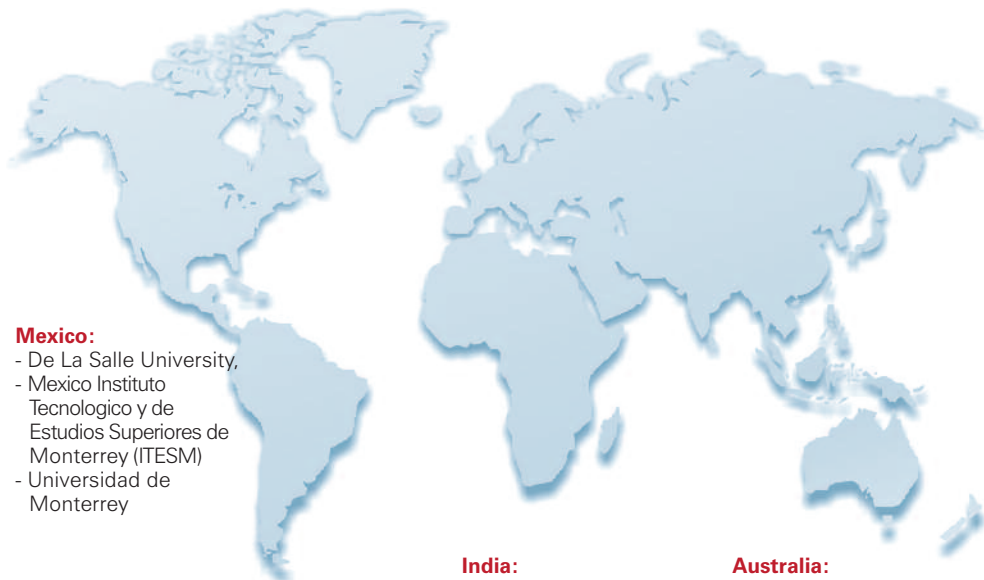 Mexico:
- De La Salle University,
- Mexico Instituto
Tecnologico y de
Estudios Superiores de
Monterrey (ITESM)
- Universidad de
Monterrey
India:
Australia: